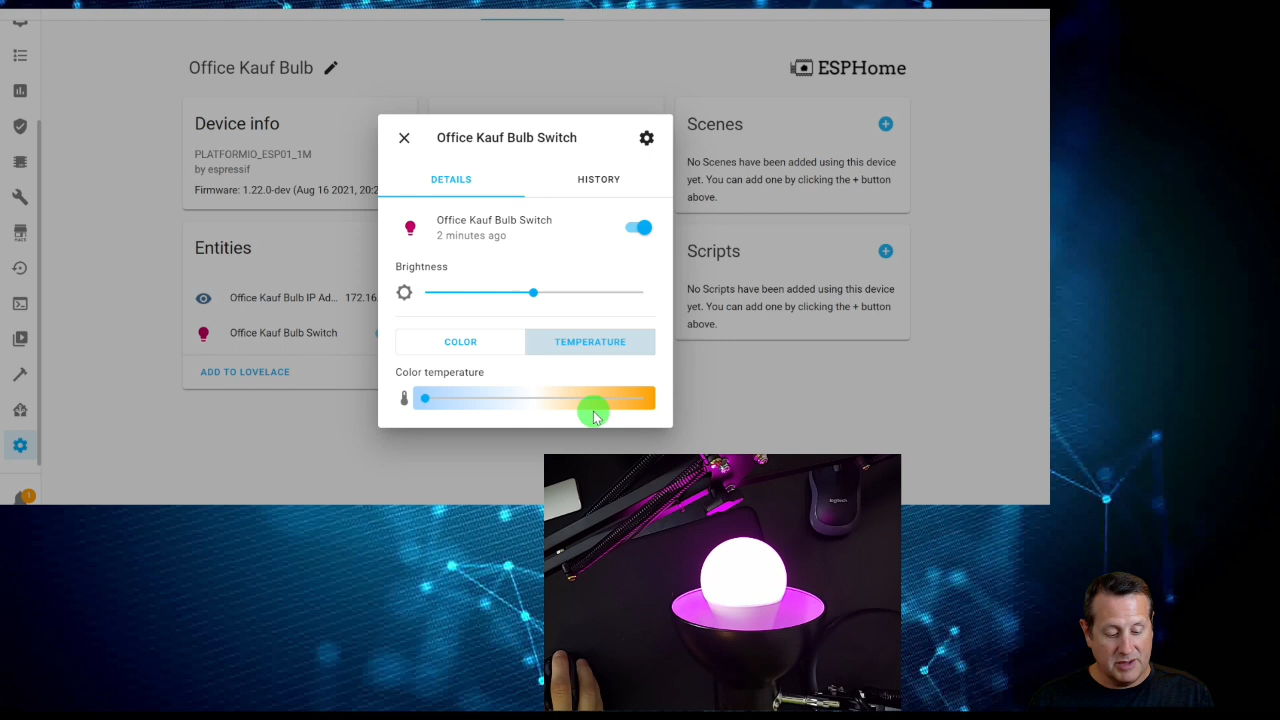 Office Kauf Bulb
ESPHome
Device info
PLATFORMIO_ESP01_1M
by espressif
Firmware: 1.22.0-dev (Aug 16 2021, 20:2
Entities
Office Kauf Bulb IP Ad... 172.16.
Office Kauf Bulb Switch
ADD TO LOVELACE
Office Kauf Bulb Switch
DETAILS
HISTORY
Office Kauf Bulb Switch
2 minutes ago
Brightness
COLOR
TEMPERATURE
Color temperature
Scenes
No Scenes have been added using this device
yet. You can add one by clicking the + button
above.
Scripts
No Scripts have been added using this device
yet. You can add one by clicking the + button
above.
HACS
1
logitech